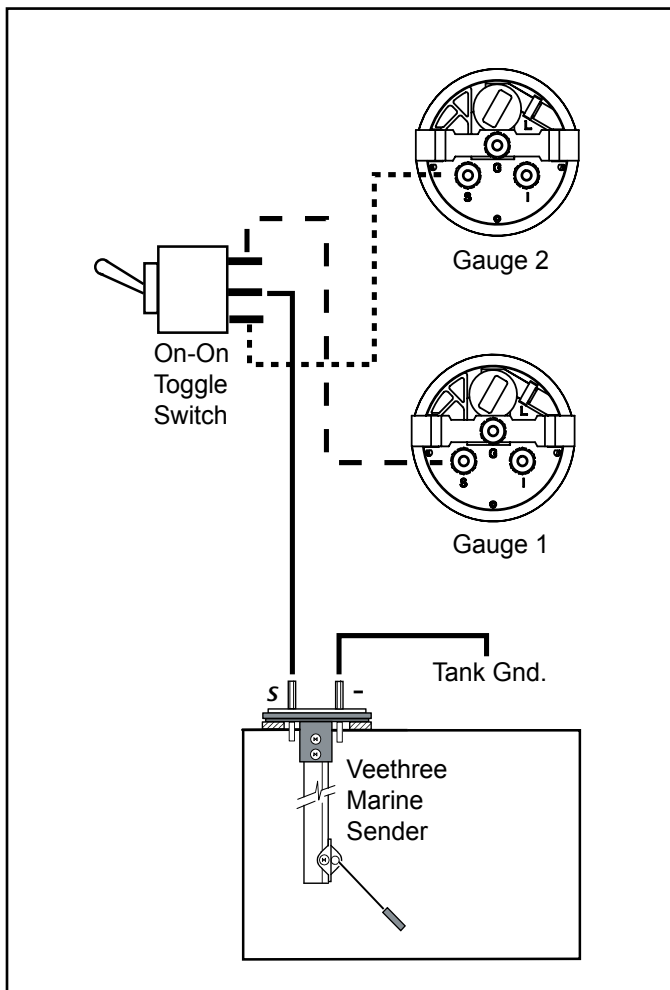 L
G
S I
Gauge 2
On-On
Toggle
Switch
L
G
S I
Gauge 1
Tank Gnd.
S -
Veethree
Marine
Sender